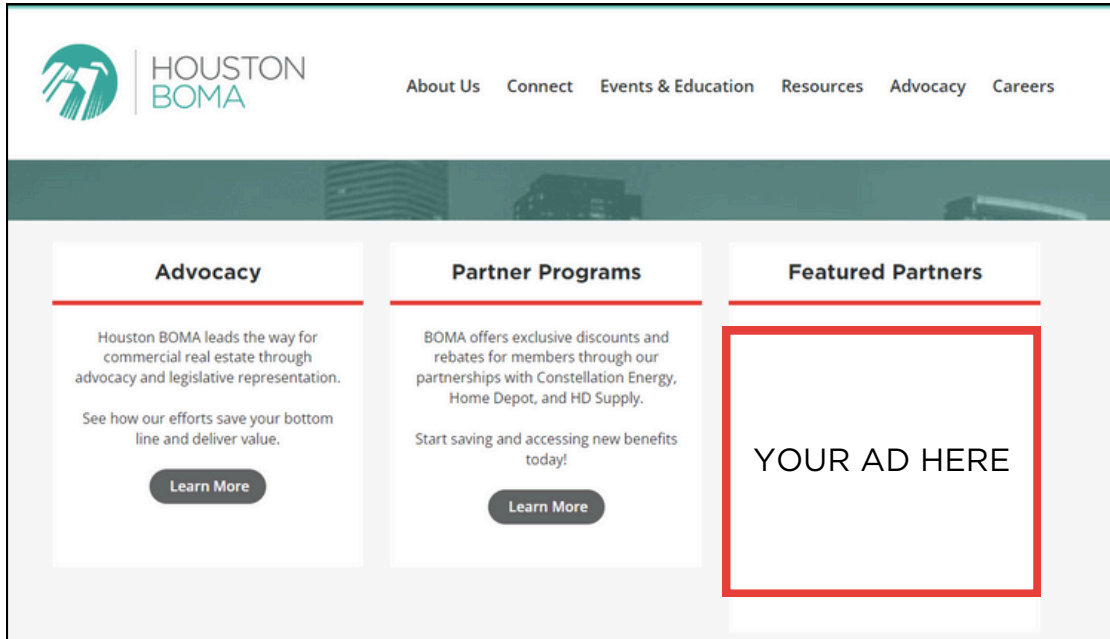 HOUSTON
BOMA
About Us Connect Events & Education Resources Advocacy Careers
Advocacy
Houston BOMA leads the way for
commercial real estate through
advocacy and legislative representation.
See how our efforts save your bottom
line and deliver value.
Learn More
Partner Programs
BOMA offers exclusive discounts and
rebates for members through our
partnerships with Constellation Energy,
Home Depot, and HD Supply.
Start saving and accessing new benefits
today!
Learn More
Featured Partners
YOUR AD HERE